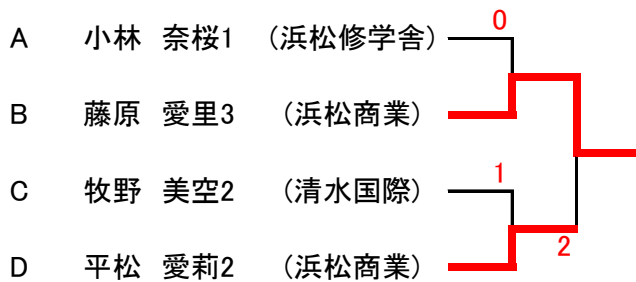 0
A 小林 奈桜1 (浜松修学舎)
B 藤原 愛里3 (浜松商業)
1
C 牧野 美空2 (清水国際)
2
D 平松 愛莉2 (浜松商業)